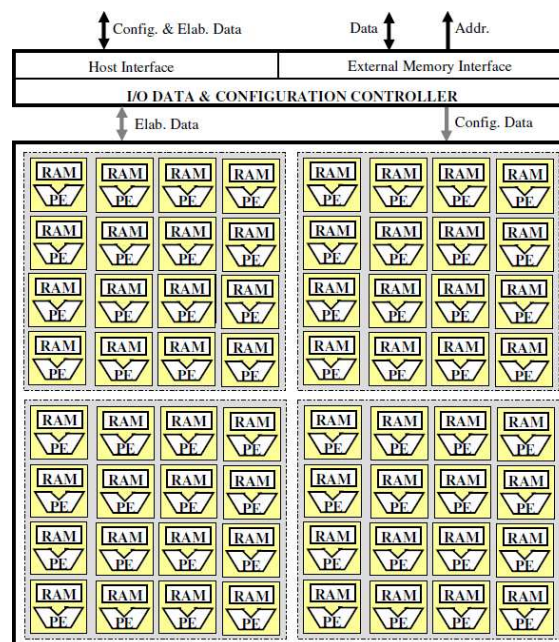 Config. & Elab. Data Data Addr.
Host Interface External Memory Interface
I/O DATA & CONFIGURATION CONTROLLER
Elab. Data Config. Data
RAM RAM RAM RAM RAM RAM RAM RAM
PE PE PE PE PE PE PE PE
RAM RAM RAM RAM RAM RAM RAM RAM
PE PE PE PE PE PE PE PE
RAM RAM RAM RAM RAM RAM RAM RAM
PE PE PE PE PE PE PE PE
RAM RAM RAM RAM RAM RAM RAM RAM
PE PE PE PE PE PE PE PE
RAM RAM RAM RAM RAM RAM RAM RAM
PE PE PE PE PE PE PE PE
RAM RAM RAM RAM RAM RAM RAM RAM
PE PE PE PE PE PE PE PE
RAM RAM RAM RAM RAM RAM RAM RAM
PE PE PE PE PE PE PE PE
RAM RAM RAM RAM RAM RAM RAM RAM
PE PE PE PE PE PE PE PE